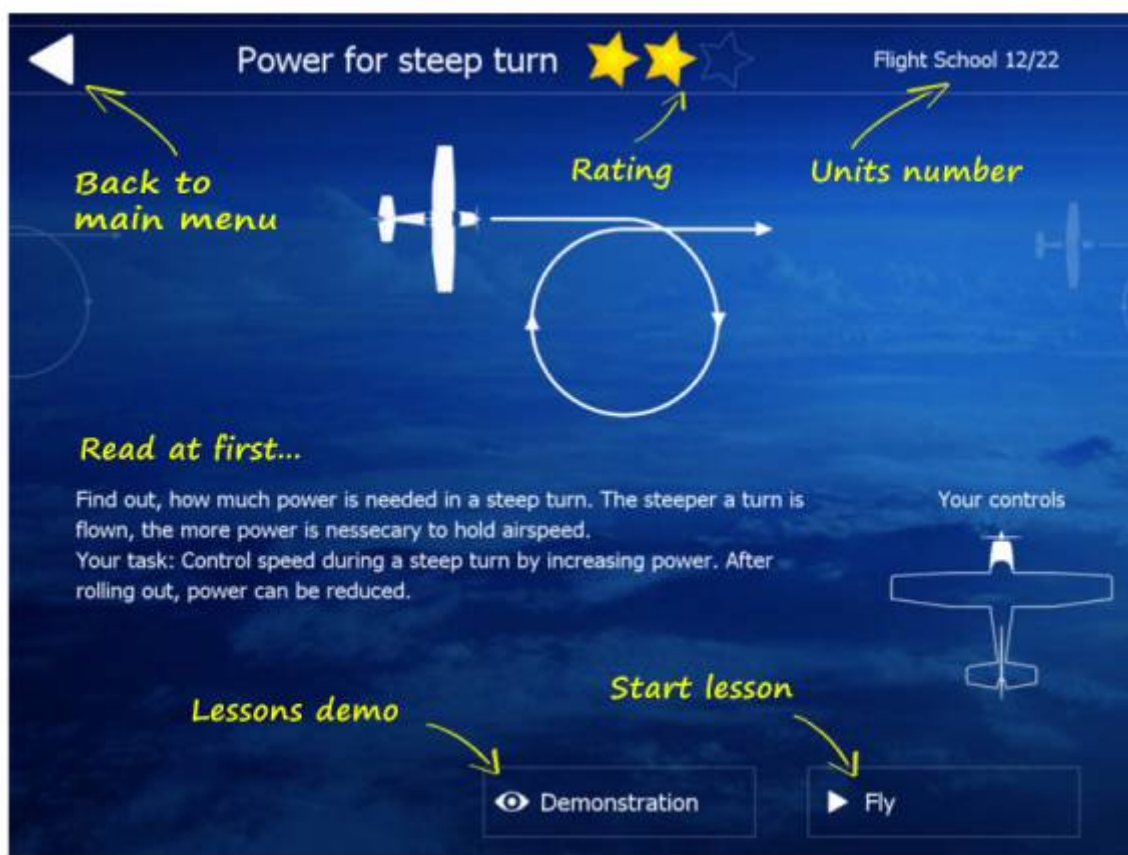 Power for steep turn
Flight School 12/22
Back to
main menu
Rating
Units number
Read at first...
Find out, how much power is needed in a steep turn. The steeper a turn is
flown, the more power is nessecary to hold airspeed.
Your task: Control speed during a steep turn by increasing power. After
rolling out, power can be reduced.
Your controls
Lessons demo
Start lesson
Demonstration
Fly